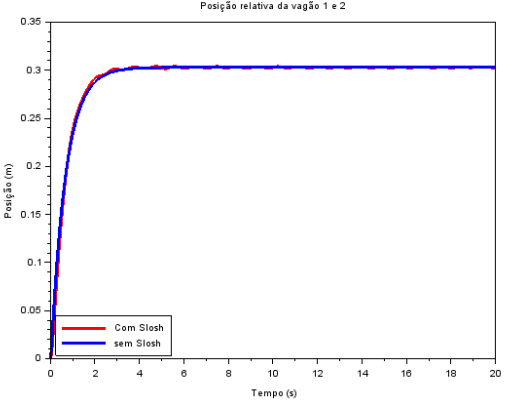 Posição relativa da vagão 1 e 2
0.35
0.3
0.25
0.2
0.15
0.1
0.05
0
Posição (m)
Com Slosh
sem Slosh
0 2 4 6 8 10 12 14 16 18 20
Tempo (s)